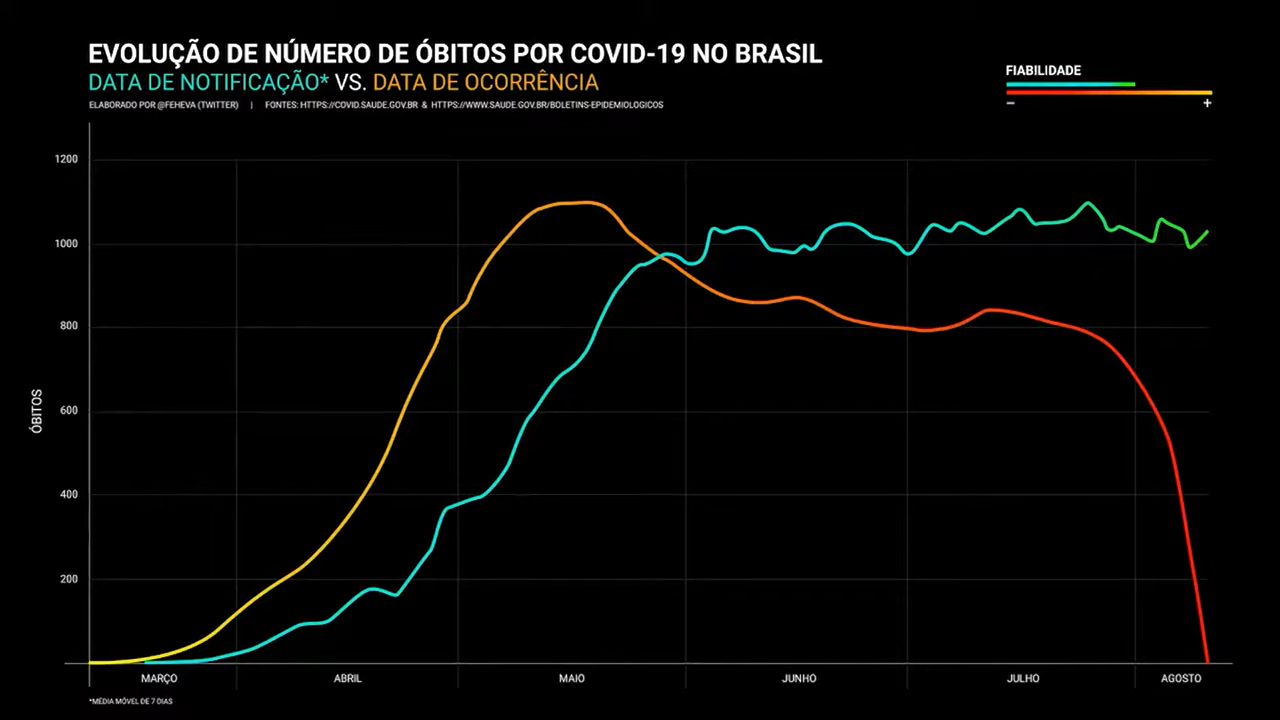 EVOLUÇÃO DE NÚMERO DE ÓBITOS POR COVID-19 NO BRASIL
DATA DE NOTIFICAÇÃO* VS. DATA DE OCORRÊNCIA
ELABORADO POR @FEHEVA (TWITTER) | FONTES: HTTPS://COVID.SAUDE.GOV.BR & HTTPS://WWW.SAUDE.GOV.BR/BOLETINS-EPIDEMIOLOGICOS
FIABILIDADE
− +
1200
1000
800
600
400
200
ÓBITOS
MARÇO ABRIL MAIO JUNHO JULHO AGOSTO
*MÉDIA MÓVEL DE 7 DIAS